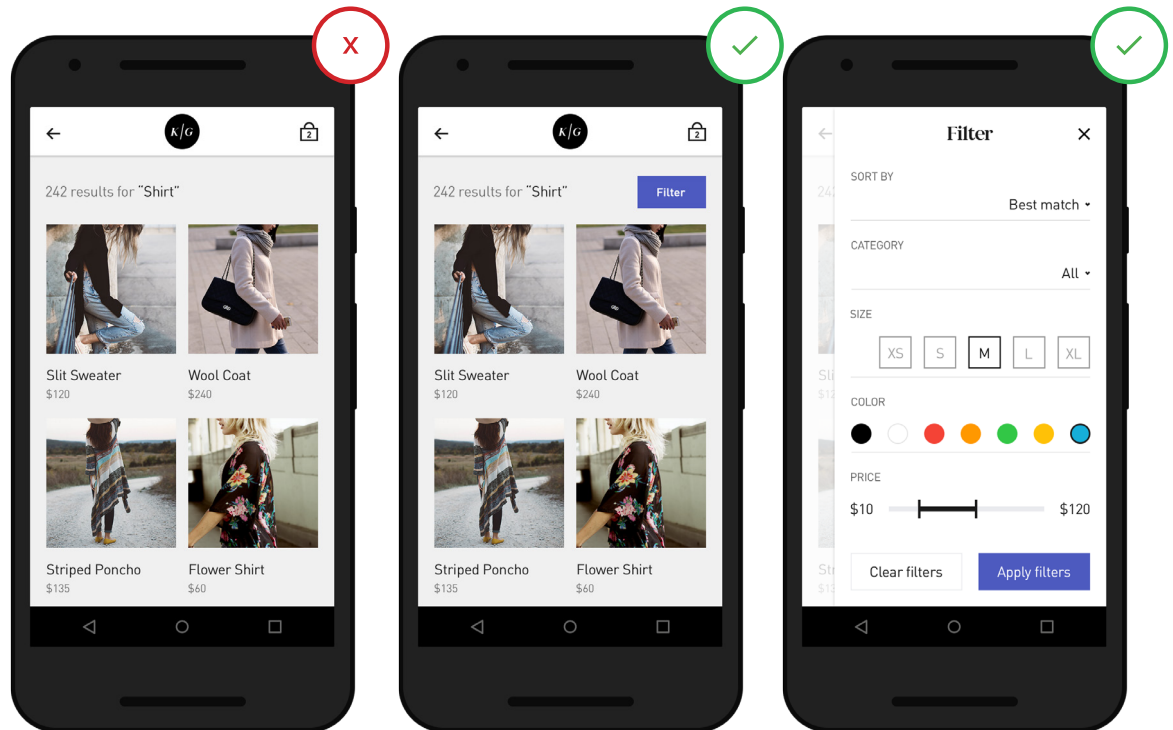 X
K/G
2
242 results for “Shirt”
Slit Sweater
$120
Wool Coat
$240
Striped Poncho
$135
Flower Shirt
$60
K/G
2
242 results for “Shirt”
Filter
Slit Sweater
$120
Wool Coat
$240
Striped Poncho
$135
Flower Shirt
$60
Filter
SORT BY
Best match
CATEGORY
All
SIZE
XS S M L XL
COLOR
PRICE
$10 $120
Clear filters Apply filters